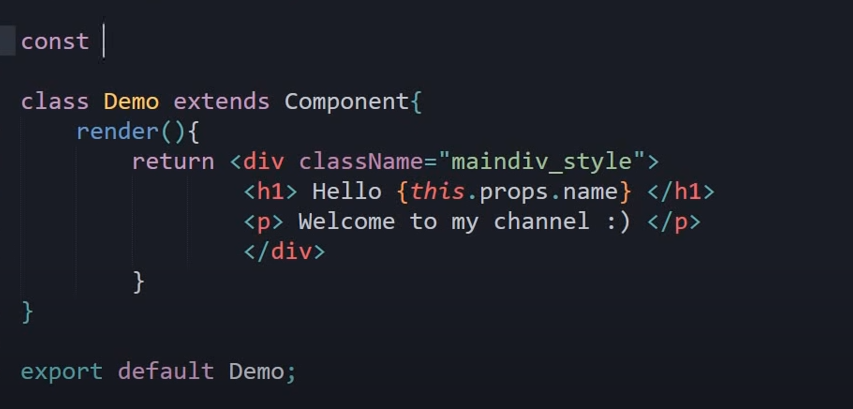 const
class Demo extends Component{
render(){
return <div className="maindiv_style">
<h1> Hello {this.props.name} </h1>
<p> Welcome to my channel :) </p>
</div>
}
}
export default Demo;